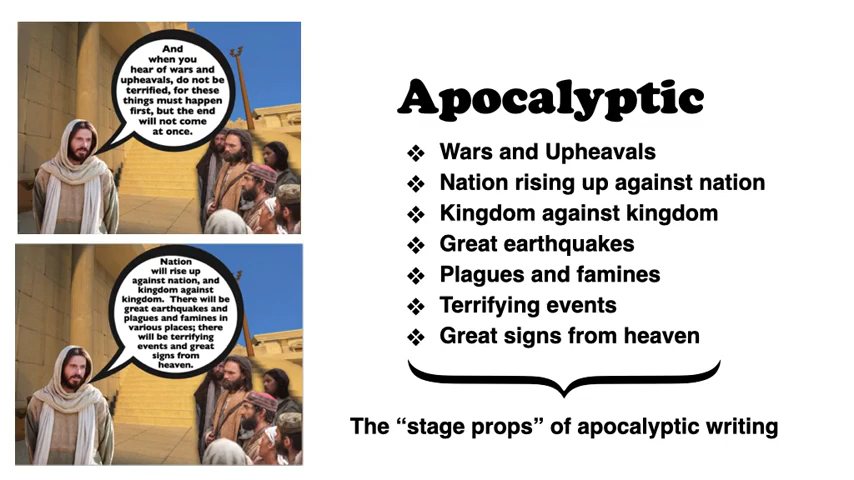 And
when you
hear of wars and
upheavals, do not be
terrified, for these
things must happen
first, but the end
will not come
at once.
Nation
will rise up
against nation, and
kingdom against
kingdom. There will be
great earthquakes and
plagues and famines in
various places; there
will be terrifying
events and great
signs from
heaven.
Apocalyptic
❖ Wars and Upheavals
❖ Nation rising up against nation
❖ Kingdom against kingdom
❖ Great earthquakes
❖ Plagues and famines
❖ Terrifying events
❖ Great signs from heaven
The “stage props” of apocalyptic writing